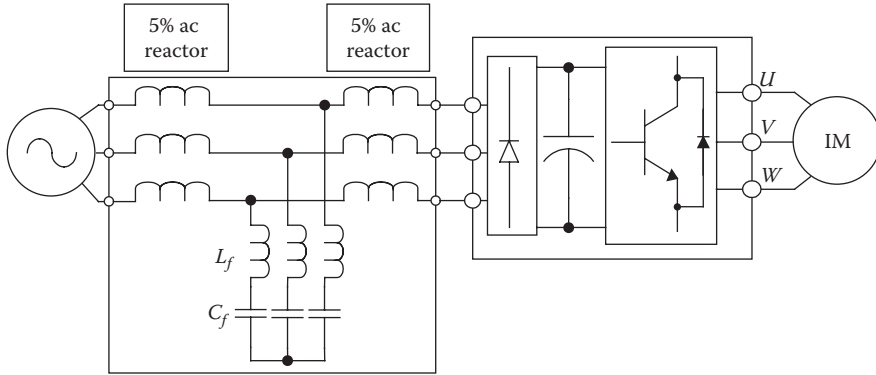 5% ac
reactor
5% ac
reactor
U
V
W
IM
L_f
C_f